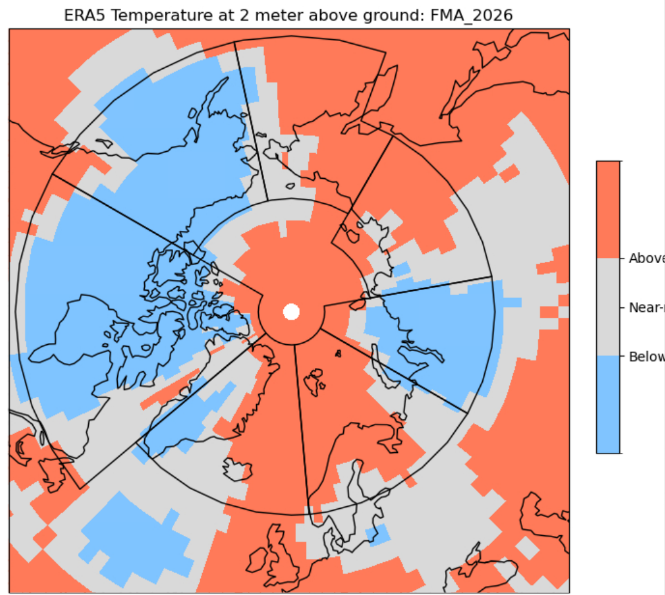 ERA5 Temperature at 2 meter above ground: FMA_2026
Above
Near-
Below